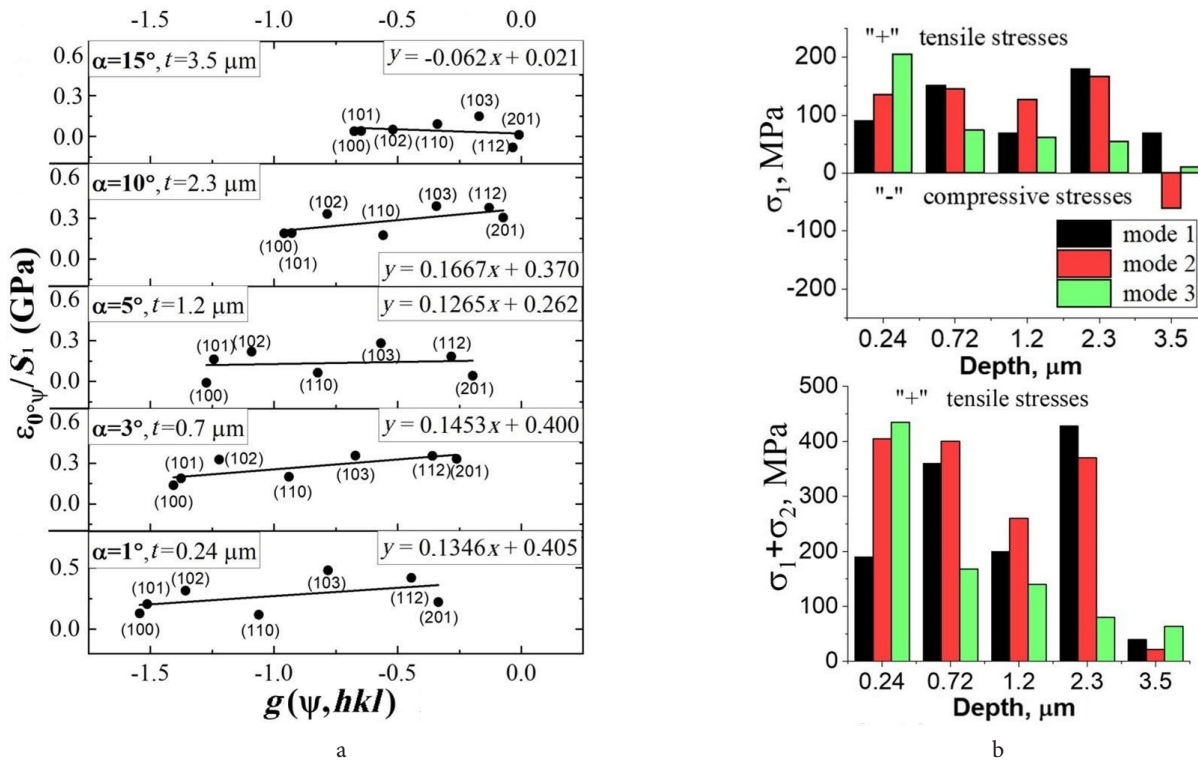 -1.5 -1.0 -0.5 0.0
α=15°, t=3.5 μm
y = -0.062x + 0.021
0.6
0.3
0.0
(101)
(100)
(102)
(110)
(103)
(201)
(112)
α=10°, t=2.3 μm
0.6
0.3
0.0
(102)
(103)
(112)
(110)
(100)
(101)
(201)
y = 0.1667x + 0.370
α=5°, t=1.2 μm
y = 0.1265x + 0.262
0.6
0.3
0.0
(101)
(102)
(112)
(103)
(100)
(110)
(201)
α=3°, t=0.7 μm
y = 0.1453x + 0.400
0.6
0.3
0.0
(101)
(102)
(103)
(112)
(201)
(100)
(110)
α=1°, t=0.24 μm
y = 0.1346x + 0.405
0.5
0.0
(101)
(102)
(103)
(112)
(100)
(110)
(201)
-1.5 -1.0 -0.5 0.0
g(ψ,hkl)
ε0°ψ/S1 (GPa)
a
"+" tensile stresses
200
100
0
-100
-200
σ1, MPa
"-" compressive stresses
mode 1
mode 2
mode 3
0.24 0.72 1.2 2.3 3.5
Depth, μm
500
400
300
200
100
0
"+" tensile stresses
σ1+σ2, MPa
0.24 0.72 1.2 2.3 3.5
Depth, μm
b